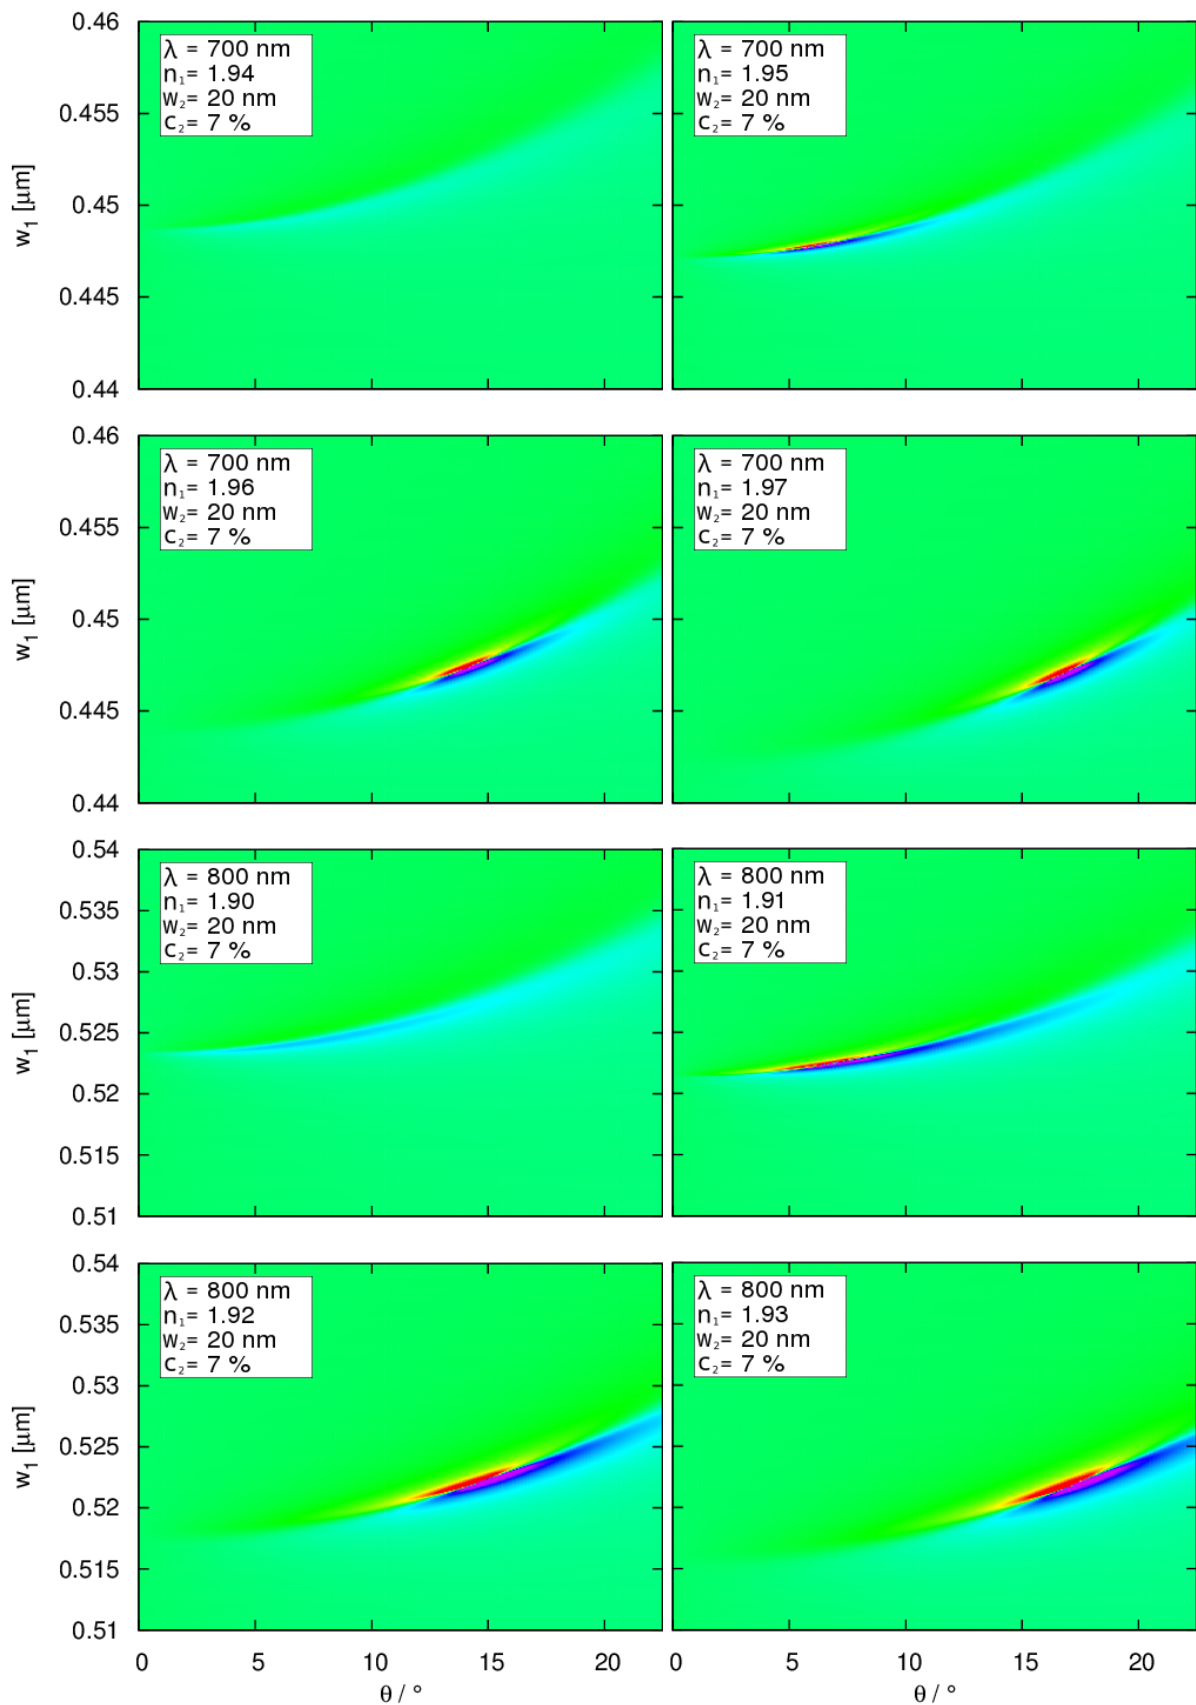 0.46
0.455
0.45
0.445
0.44
w₁ [μm]
λ = 700 nm
n₁= 1.94
w₂= 20 nm
c₂= 7 %
λ = 700 nm
n₁= 1.95
w₂= 20 nm
c₂= 7 %
0.46
0.455
0.45
0.445
0.44
w₁ [μm]
λ = 700 nm
n₁= 1.96
w₂= 20 nm
c₂= 7 %
λ = 700 nm
n₁= 1.97
w₂= 20 nm
c₂= 7 %
0.54
0.535
0.53
0.525
0.52
0.515
0.51
w₁ [μm]
λ = 800 nm
n₁= 1.90
w₂= 20 nm
c₂= 7 %
λ = 800 nm
n₁= 1.91
w₂= 20 nm
c₂= 7 %
0.54
0.535
0.53
0.525
0.52
0.515
0.51
w₁ [μm]
λ = 800 nm
n₁= 1.92
w₂= 20 nm
c₂= 7 %
λ = 800 nm
n₁= 1.93
w₂= 20 nm
c₂= 7 %
0 5 10 15 20
θ / °
0 5 10 15 20
θ / °